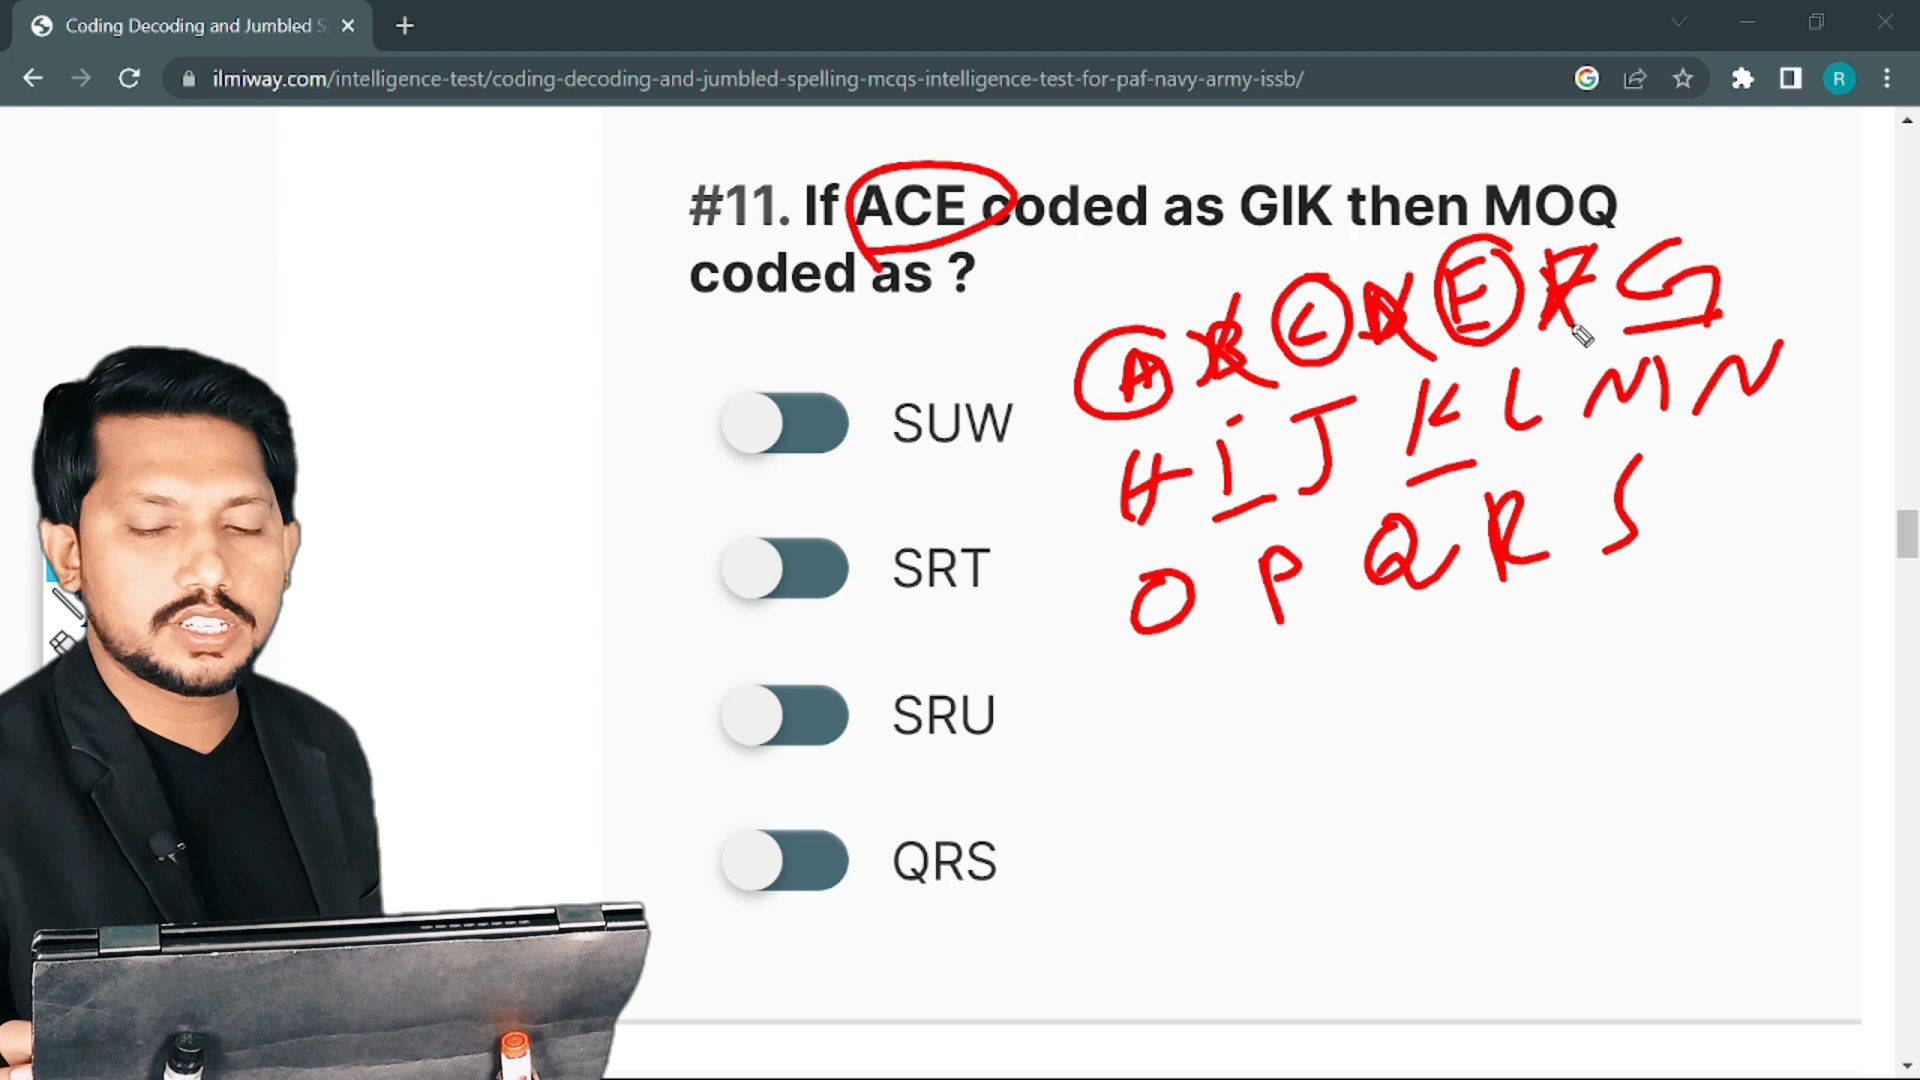 Coding Decoding and Jumbled S
ilmiway.com/intelligence-test/coding-decoding-and-jumbled-spelling-mcqs-intelligence-test-for-paf-navy-army-issb/
R
#11. If ACE coded as GIK then MOQ
coded as ?
A B C D E F G
H I J K L M N
O P Q R S
SUW
SRT
SRU
QRS